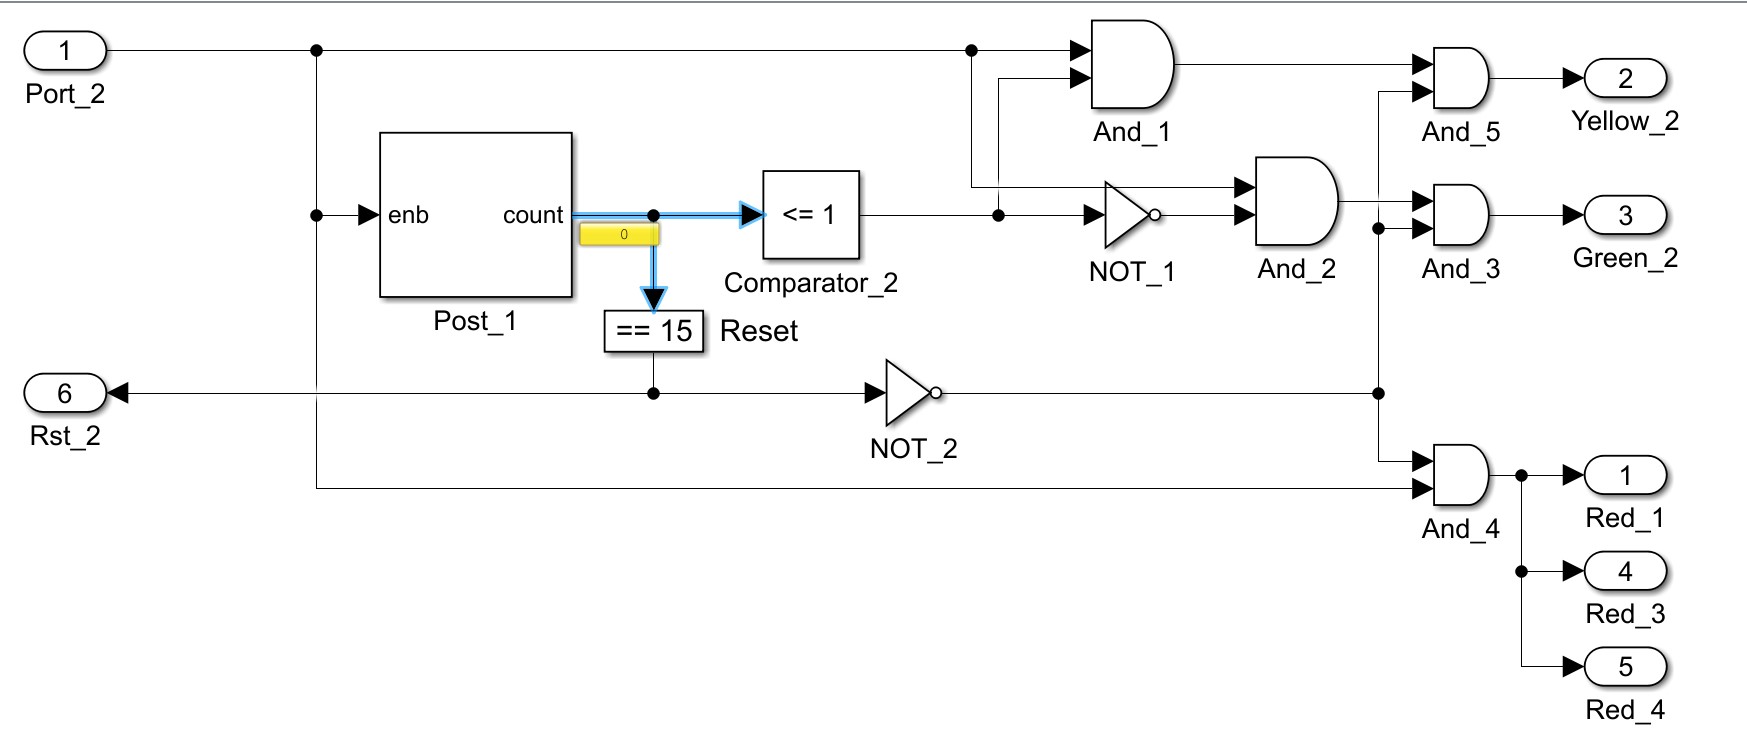 1
Port_2
And_1
And_5
2
Yellow_2
enb
count
0
Post_1
<= 1
Comparator_2
NOT_1
And_2
And_3
3
Green_2
== 15
Reset
6
Rst_2
NOT_2
And_4
1
Red_1
4
Red_3
5
Red_4